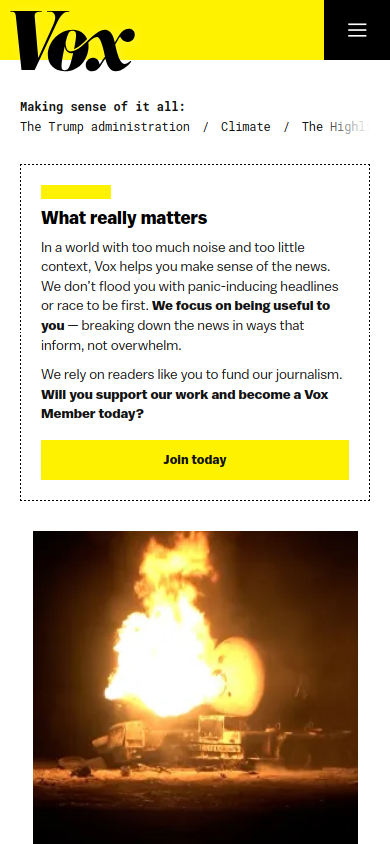 Vox
Making sense of it all:
The Trump administration / Climate / The Highl
What really matters
In a world with too much noise and too little
context, Vox helps you make sense of the news.
We don't flood you with panic-inducing headlines
or race to be first. We focus on being useful to
you — breaking down the news in ways that
inform, not overwhelm.
We rely on readers like you to fund our journalism.
Will you support our work and become a Vox
Member today?
Join today